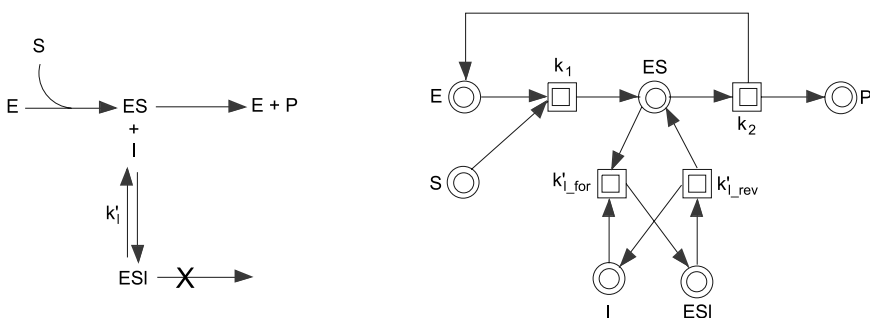 S
E
ES
E + P
+
I
k'I
ESI
X
k1
ES
E
P
k2
S
k'I_for
k'I_rev
I
ESI